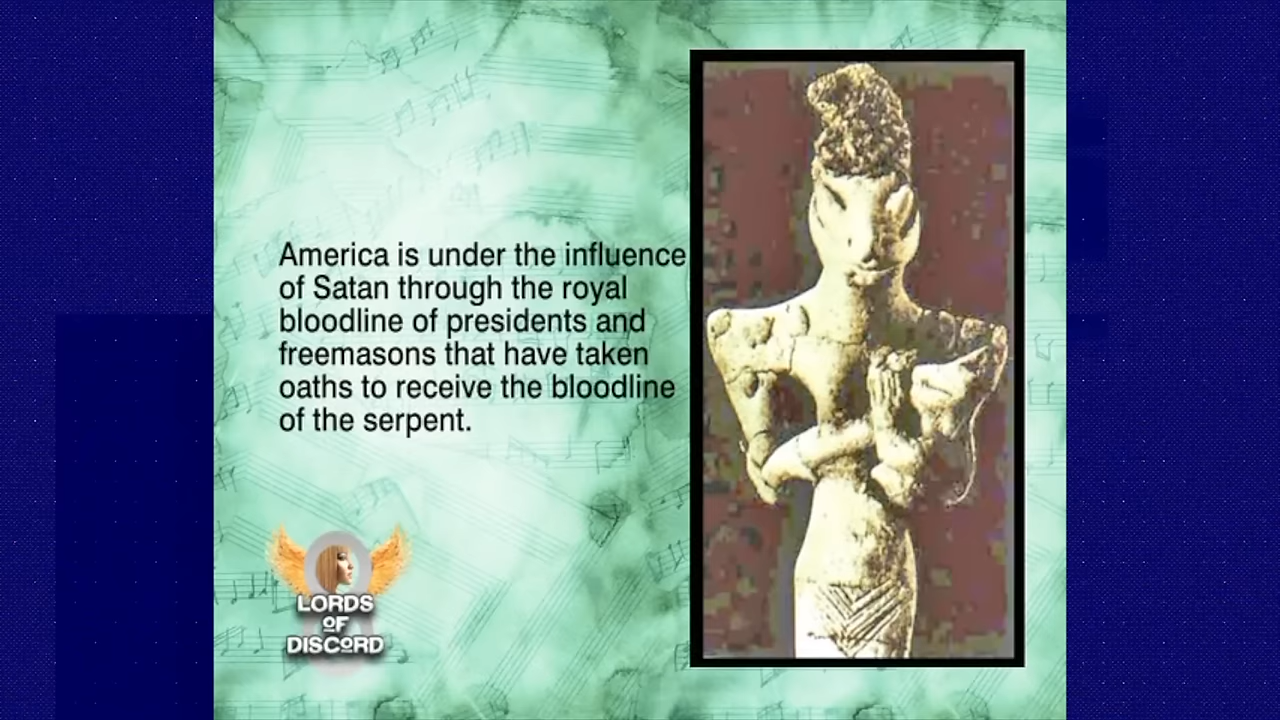 America is under the influence
of Satan through the royal
bloodline of presidents and
freemasons that have taken
oaths to receive the bloodline
of the serpent.
LORDS
OF
DISCORD